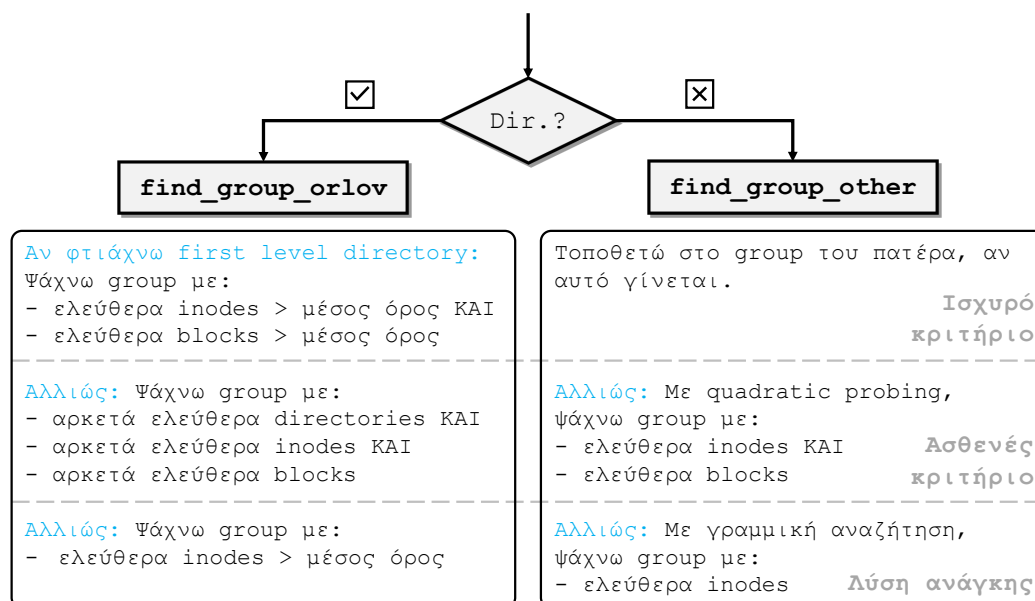 Dir.?
find_group_orlov
find_group_other
Αν φτιάχνω first level directory:
Ψάχνω group με:
- ελεύθερα inodes > μέσος όρος ΚΑΙ
- ελεύθερα blocks > μέσος όρος
Τοποθετώ στο group του πατέρα, αν
αυτό γίνεται.
Ισχυρό
κριτήριο
Αλλιώς: Ψάχνω group με:
- αρκετά ελεύθερα directories ΚΑΙ
- αρκετά ελεύθερα inodes ΚΑΙ
- αρκετά ελεύθερα blocks
Αλλιώς: Με quadratic probing,
ψάχνω group με:
- ελεύθερα inodes ΚΑΙ
- ελεύθερα blocks
Ασθενές
κριτήριο
Αλλιώς: Ψάχνω group με:
- ελεύθερα inodes > μέσος όρος
Αλλιώς: Με γραμμική αναζήτηση,
ψάχνω group με:
- ελεύθερα inodes
Λύση ανάγκης